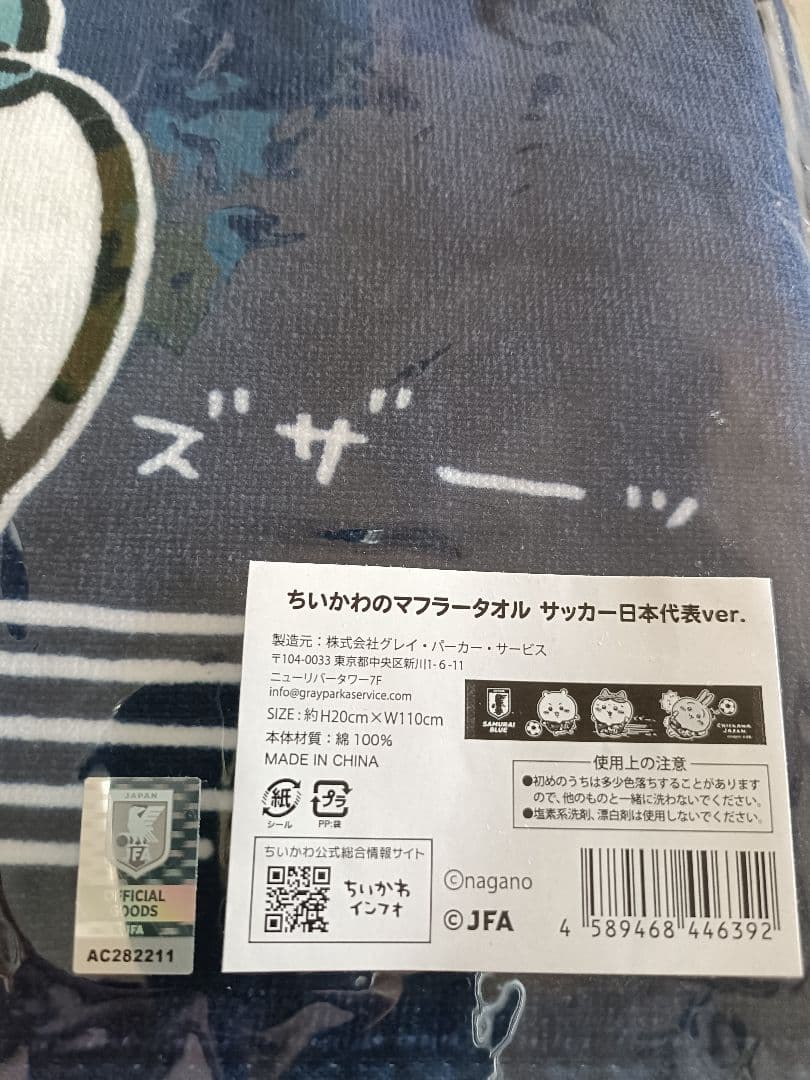 ズザーッ
ちいかわのマフラータオル サッカー日本代表ver.
製造元：株式会社グレイ・パーカー・サービス
〒104-0033 東京都中央区新川1-6-11
ニューリバータワー7F
info@grayparkaservice.com
SIZE：約H20cm×W110cm
本体材質：綿 100%
MADE IN CHINA
SAMURAI
BLUE
CHIIKAWA
JAPAN
使用上の注意
●初めのうちは多少色落ちすることがあります
ので、他のものと一緒に洗わないでください。
●塩素系洗剤、漂白剤は使用しないでください。
紙
シール
プラ
PP:袋
ちいかわ公式総合情報サイト
ちいかわ
インフォ
©nagano
©JFA
4 589468 446392
JAPAN
JFA
OFFICIAL
GOODS
JFA
AC282211